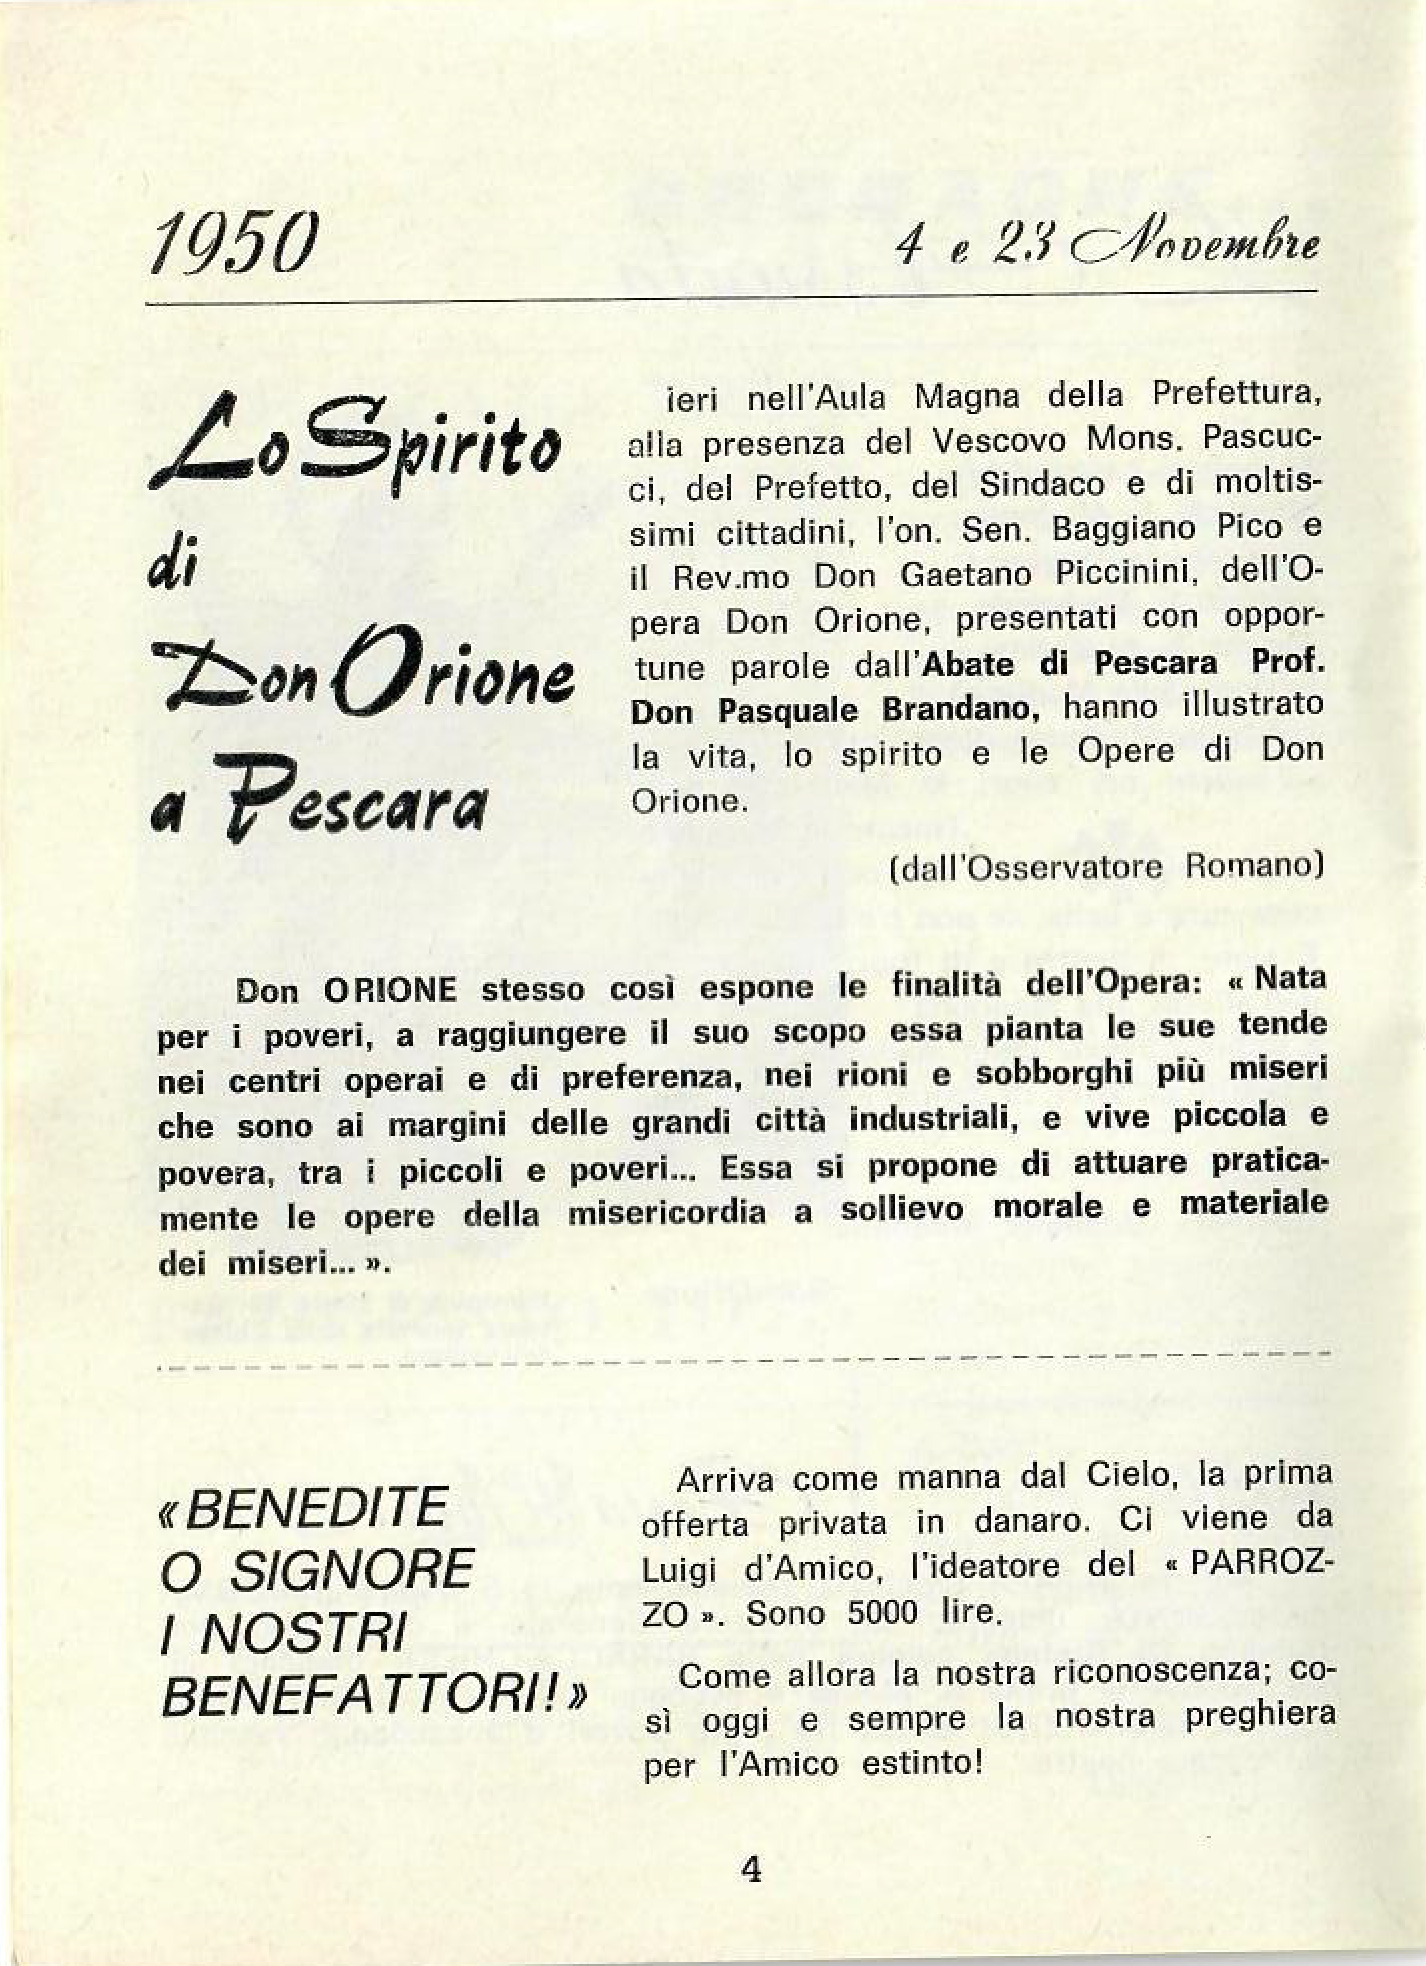 1950
4 e 23 Novembre
Lo Spirito
di
Don Orione
a Pescara
ieri nell'Aula Magna della Prefettura,
alla presenza del Vescovo Mons. Pascuc-
ci, del Prefetto, del Sindaco e di moltis-
simi cittadini, l'on. Sen. Baggiano Pico e
il Rev.mo Don Gaetano Piccinini, dell'O-
pera Don Orione, presentati con oppor-
tune parole dall'Abate di Pescara Prof.
Don Pasquale Brandano, hanno illustrato
la vita, lo spirito e le Opere di Don
Orione.
(dall'Osservatore Romano)
Don ORIONE stesso così espone le finalità dell'Opera: « Nata
per i poveri, a raggiungere il suo scopo essa pianta le sue tende
nei centri operai e di preferenza, nei rioni e sobborghi più miseri
che sono ai margini delle grandi città industriali, e vive piccola e
povera, tra i piccoli e poveri... Essa si propone di attuare pratica-
mente le opere della misericordia a sollievo morale e materiale
dei miseri... ».
« BENEDITE
O SIGNORE
I NOSTRI
BENEFATTORI! »
Arriva come manna dal Cielo, la prima
offerta privata in danaro. Ci viene da
Luigi d'Amico, l'ideatore del « PARROZ-
ZO ». Sono 5000 lire.
Come allora la nostra riconoscenza; co-
sì oggi e sempre la nostra preghiera
per l'Amico estinto!
4